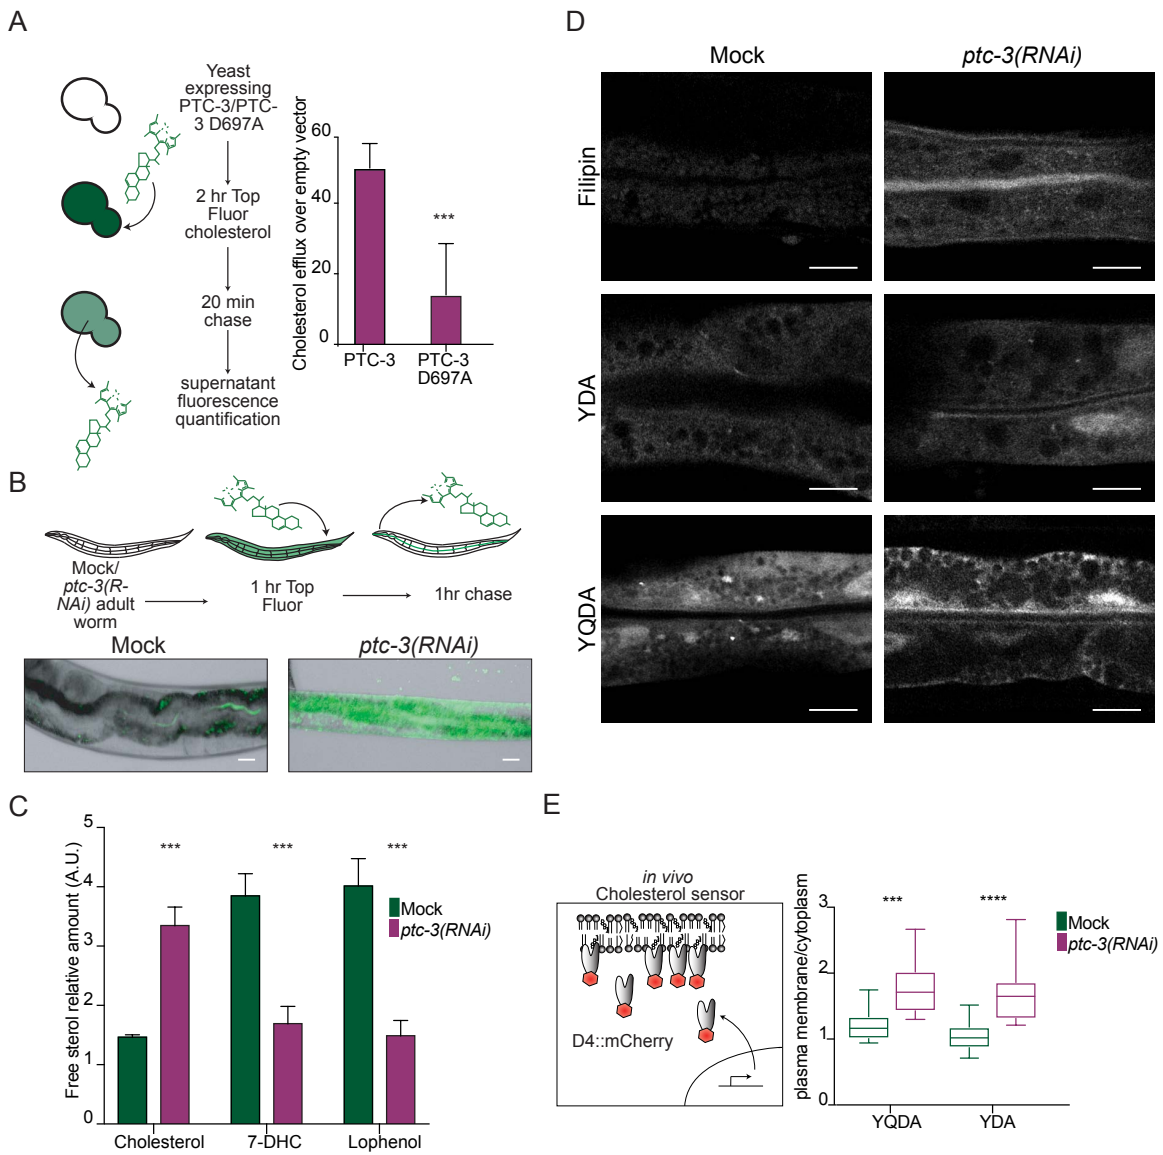 A
Yeast
expressing
PTC-3/PTC-
3 D697A
2 hr Top
Fluor
cholesterol
20 min
chase
supernatant
fluorescence
quantification
Cholesterol efflux over empty vector
60
40
20
0
***
PTC-3
PTC-3
D697A
B
Mock/
ptc-3(R-
NAi) adult
worm
1 hr Top
Fluor
1hr chase
Mock
ptc-3(RNAi)
C
Free sterol relative amount (A.U.)
5
4
3
2
1
0
***
***
***
Mock
ptc-3(RNAi)
Cholesterol
7-DHC
Lophenol
D
Mock
ptc-3(RNAi)
Filipin
YDA
YQDA
E
in vivo
Cholesterol sensor
D4::mCherry
plasma membrane/cytoplasm
3
2
1
0
***
****
Mock
ptc-3(RNAi)
YQDA
YDA